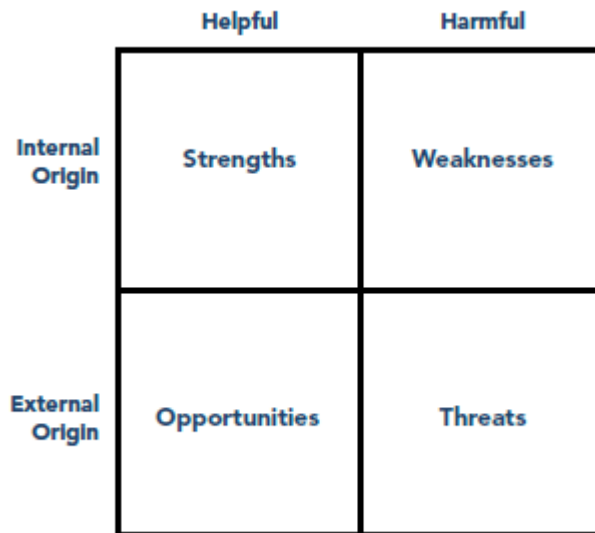 Helpful
Harmful
Internal
Origin
Strengths
Weaknesses
External
Origin
Opportunities
Threats